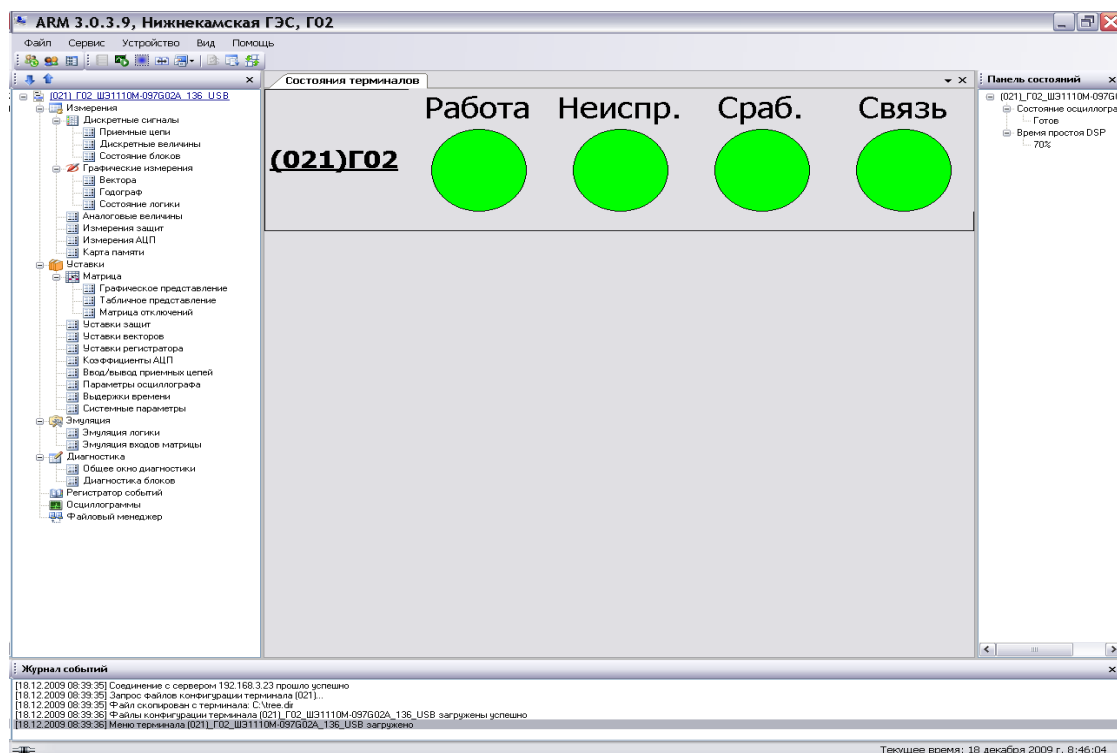 ARM 3.0.3.9, Нижнекамская ГЭС, Г02
Файл Сервис Устройство Вид Помощь
Состояния терминалов
Панель состояний
(021)_Г02_ШЭ1110М-097G02A_136_USB
Измерения
Дискретные сигналы
Приемные цепи
Дискретные величины
Состояние блоков
Графические измерения
Вектора
Годограф
Состояние логики
Аналоговые величины
Измерения защит
Измерения АЦП
Карта памяти
Уставки
Матрица
Графическое представление
Табличное представление
Матрица отключений
Уставки защит
Уставки векторов
Уставки регистратора
Коэффициенты АЦП
Ввод/вывод приемных цепей
Параметры осциллографа
Выдержки времени
Системные параметры
Эмуляция
Эмуляция логики
Эмуляция входов матрицы
Диагностика
Общее окно диагностики
Диагностика блоков
Регистратор событий
Осциллограммы
Файловый менеджер
Работа Неиспр. Сраб. Связь
(021)Г02
(021)_Г02_ШЭ1110М-097G
Состояние осциллогра
Готов
Время простоя DSP
70%
Журнал событий
[18.12.2009 08:39:35] Соединение с сервером 192.168.3.23 прошло успешно
[18.12.2009 08:39:35] Запрос файлов конфигурации терминала (021)...
[18.12.2009 08:39:35] Файл скопирован с терминала: C:\tree.dir
[18.12.2009 08:39:36] Файлы конфигурации терминала (021)_Г02_ШЭ1110М-097G02A_136_USB загружены успешно
[18.12.2009 08:39:36] Меню терминала (021)_Г02_ШЭ1110М-097G02A_136_USB загружено
Текущее время: 18 декабря 2009 г. 8:46:04